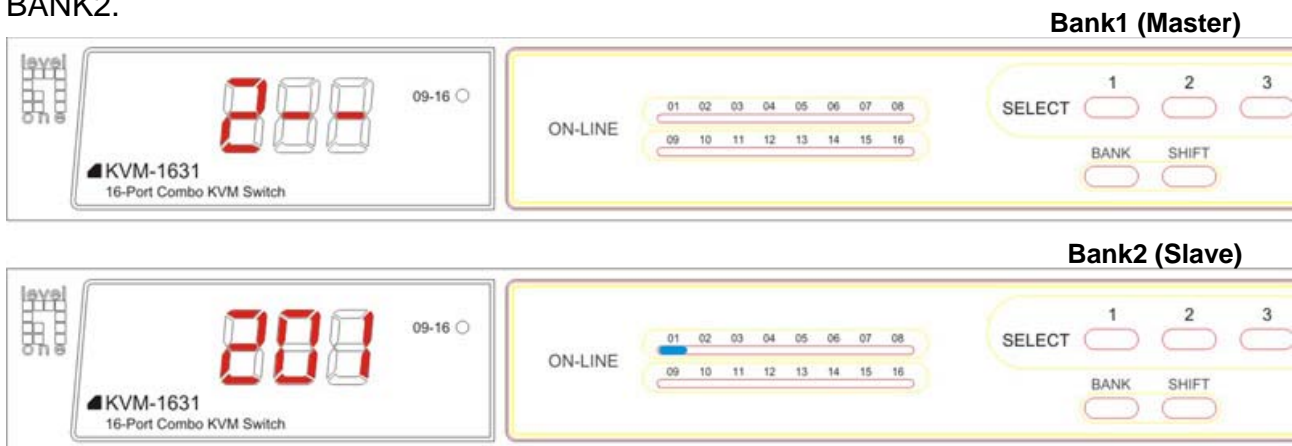 BANK2.
Bank1 (Master)
level
one
2--
09-16
KVM-1631
16-Port Combo KVM Switch
ON-LINE
01 02 03 04 05 06 07 08
09 10 11 12 13 14 15 16
SELECT 1 2 3
BANK SHIFT
Bank2 (Slave)
level
one
201
09-16
KVM-1631
16-Port Combo KVM Switch
ON-LINE
01 02 03 04 05 06 07 08
09 10 11 12 13 14 15 16
SELECT 1 2 3
BANK SHIFT